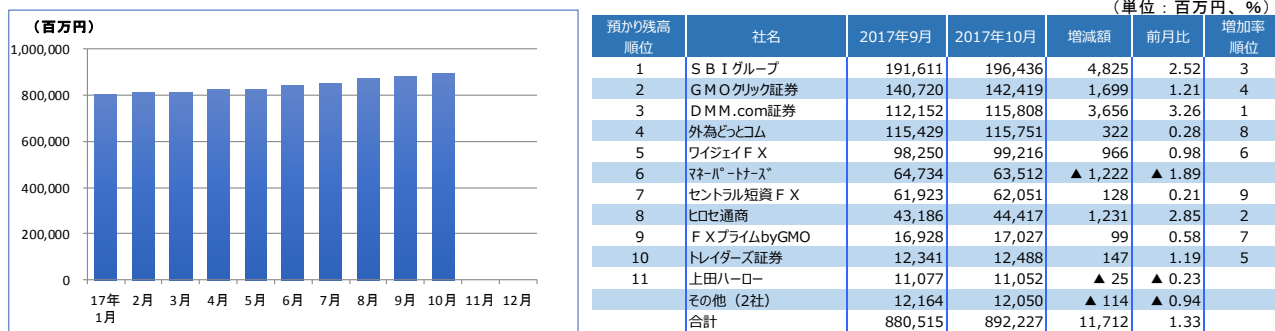 （百万円）
1,000,000
800,000
600,000
400,000
200,000
0
17年1月 2月 3月 4月 5月 6月 7月 8月 9月 10月 11月 12月
（単位：百万円、%）
預かり残高順位 社名 2017年9月 2017年10月 増減額 前月比 増加率順位
1 ＳＢＩグループ 191,611 196,436 4,825 2.52 3
2 ＧＭＯクリック証券 140,720 142,419 1,699 1.21 4
3 ＤＭＭ.com証券 112,152 115,808 3,656 3.26 1
4 外為どっとコム 115,429 115,751 322 0.28 8
5 ワイジェイＦＸ 98,250 99,216 966 0.98 6
6 ﾏﾈｰﾊﾟｰﾄﾅｰｽﾞ 64,734 63,512 ▲ 1,222 ▲ 1.89
7 セントラル短資ＦＸ 61,923 62,051 128 0.21 9
8 ヒロセ通商 43,186 44,417 1,231 2.85 2
9 ＦＸプライムbyGMO 16,928 17,027 99 0.58 7
10 トレイダーズ証券 12,341 12,488 147 1.19 5
11 上田ハーロー 11,077 11,052 ▲ 25 ▲ 0.23
その他（2社） 12,164 12,050 ▲ 114 ▲ 0.94
合計 880,515 892,227 11,712 1.33